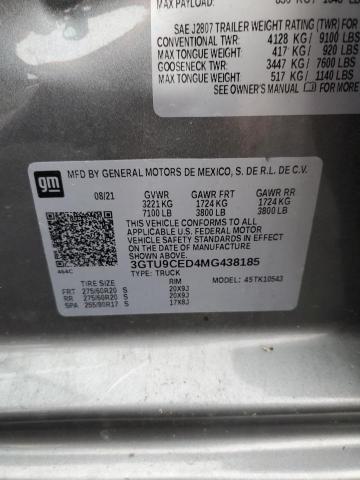 MAX PAYLOAD:
SAE J2807 TRAILER WEIGHT RATING (TWR) FOR
CONVENTIONAL TWR: 4128 KG / 9100 LBS
MAX TONGUE WEIGHT: 417 KG / 920 LBS
GOOSENECK TWR: 3447 KG / 7600 LBS
MAX TONGUE WEIGHT: 517 KG / 1140 LBS
SEE OWNER'S MANUAL FOR MORE INFORMATION
gm
MFD BY GENERAL MOTORS DE MEXICO, S. DE R.L. DE C.V.
08/21 GVWR GAWR FRT GAWR RR
3221 KG 1724 KG 1724 KG
7100 LB 3800 LB 3800 LB
THIS VEHICLE CONFORMS TO ALL
APPLICABLE U.S. FEDERAL MOTOR
VEHICLE SAFETY STANDARDS IN
EFFECT ON THE DATE OF
MANUFACTURE SHOWN ABOVE.
3GTU9CED4MG438185
TYPE: TRUCK
TIRE SIZE RIM 45TK10543
FRT 275/60R20 S 20X9J
RR 275/60R20 S 20X9J
SPA 255/80R17 S 17X8J